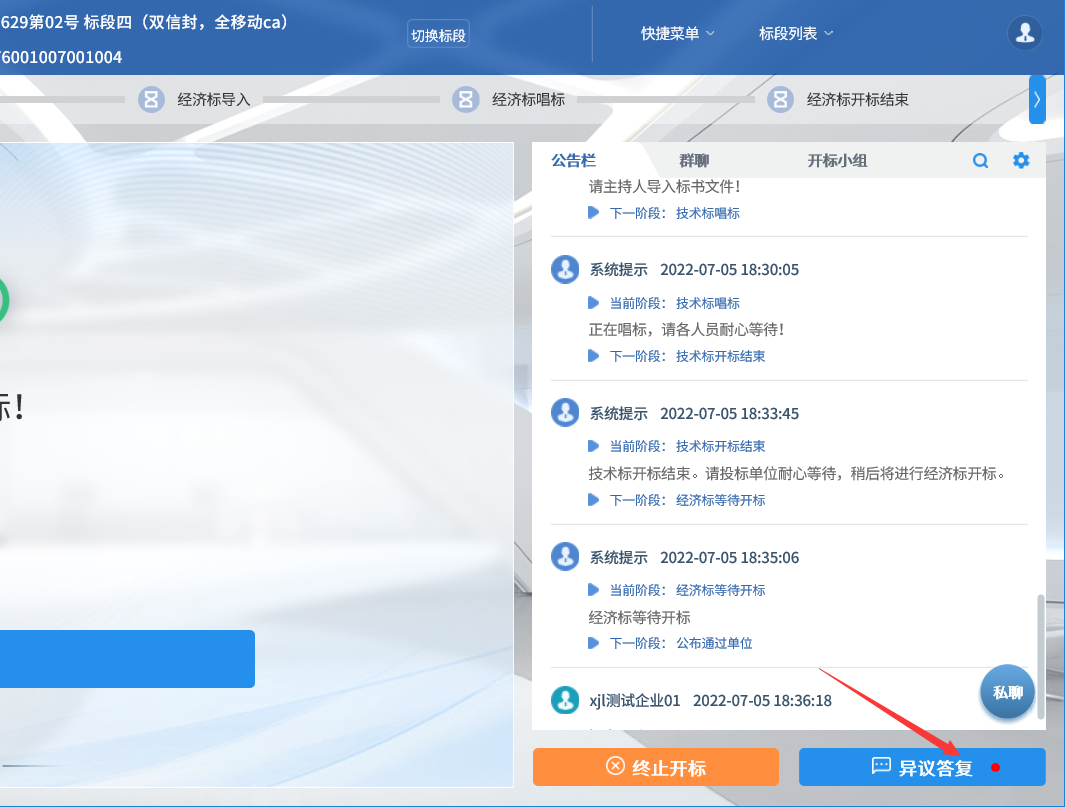 629第02号 标段四（双信封，全移动ca）
6001007001004
切换标段
快捷菜单
标段列表
经济标导入
经济标唱标
经济标开标结束
公告栏
群聊
开标小组
请主持人导入标书文件！
下一阶段： 技术标唱标
系统提示 2022-07-05 18:30:05
当前阶段： 技术标唱标
正在唱标，请各人员耐心等待！
下一阶段： 技术标开标结束
系统提示 2022-07-05 18:33:45
当前阶段： 技术标开标结束
技术标开标结束。请投标单位耐心等待，稍后将进行经济标开标。
下一阶段： 经济标等待开标
系统提示 2022-07-05 18:35:06
当前阶段： 经济标等待开标
经济标等待开标
下一阶段： 公布通过单位
xjl测试企业01 2022-07-05 18:36:18
标！
私聊
终止开标
异议答复